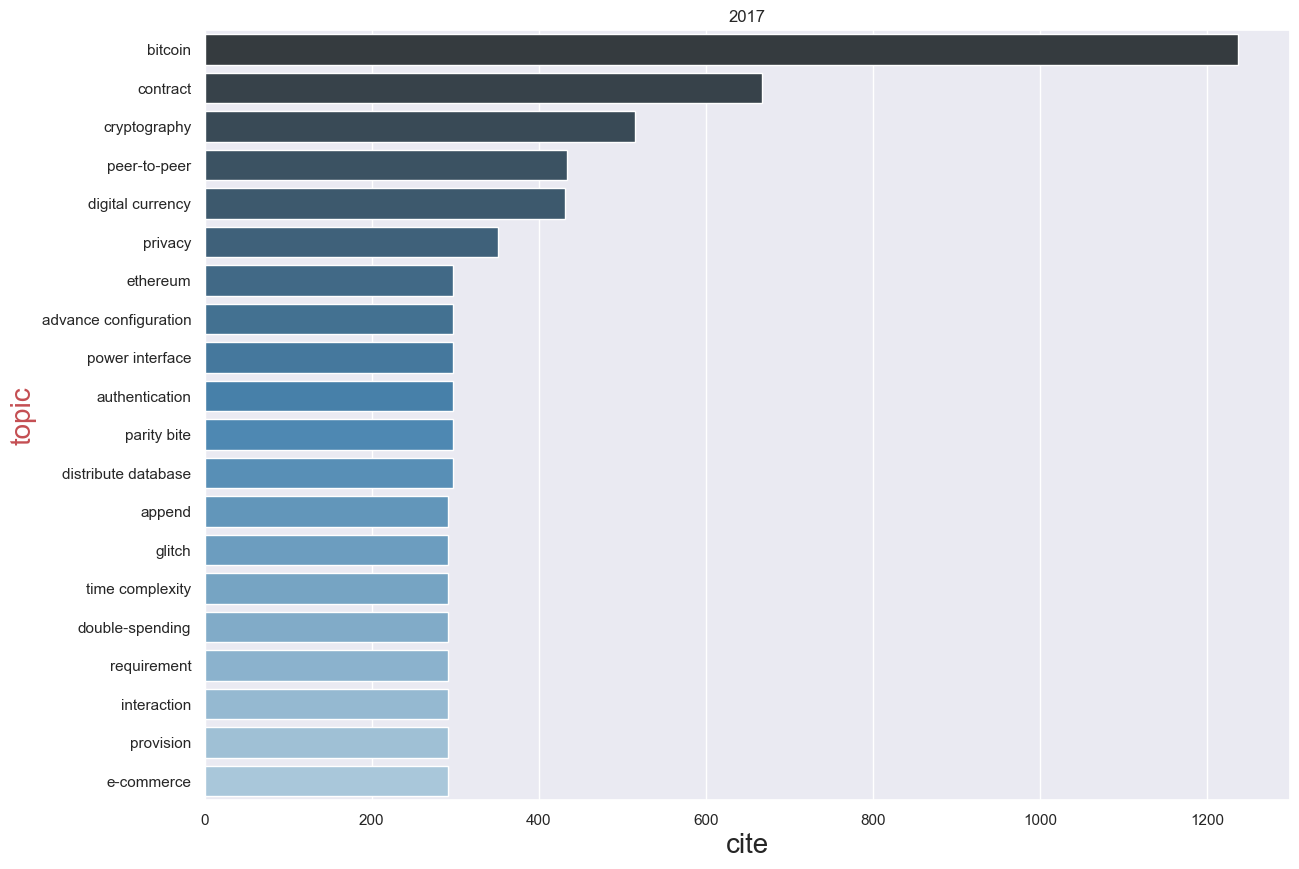 2017
bitcoin
contract
cryptography
peer-to-peer
digital currency
privacy
ethereum
advance configuration
power interface
authentication
parity bite
distribute database
append
glitch
time complexity
double-spending
requirement
interaction
provision
e-commerce
topic
0 200 400 600 800 1000 1200
cite